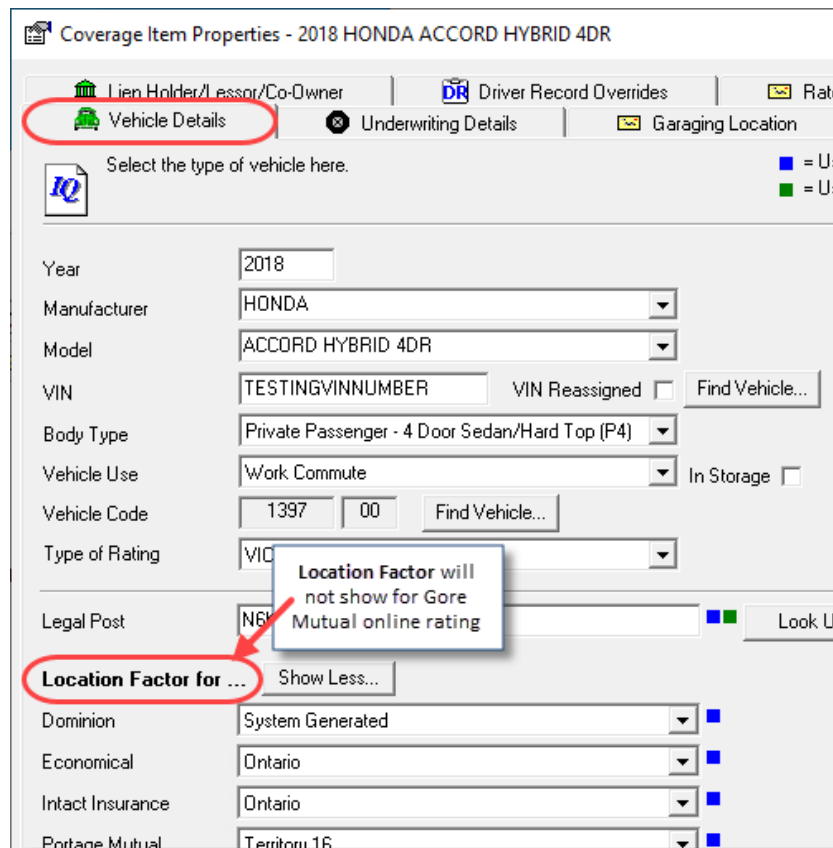 Coverage Item Properties - 2018 HONDA ACCORD HYBRID 4DR
Lien Holder/Lessor/Co-Owner
DR Driver Record Overrides
Vehicle Details
Underwriting Details
Garaging Location
IQ
Select the type of vehicle here.
Year 2018
Manufacturer HONDA
Model ACCORD HYBRID 4DR
VIN TESTINGVINNUMBER VIN Reassigned Find Vehicle...
Body Type Private Passenger - 4 Door Sedan/Hard Top (P4)
Vehicle Use Work Commute In Storage
Vehicle Code 1397 00 Find Vehicle...
Type of Rating
Location Factor will
not show for Gore
Mutual online rating
Legal Post Look
Location Factor for ... Show Less...
Dominion System Generated
Economical Ontario
Intact Insurance Ontario
Portage Mutual Territory 16